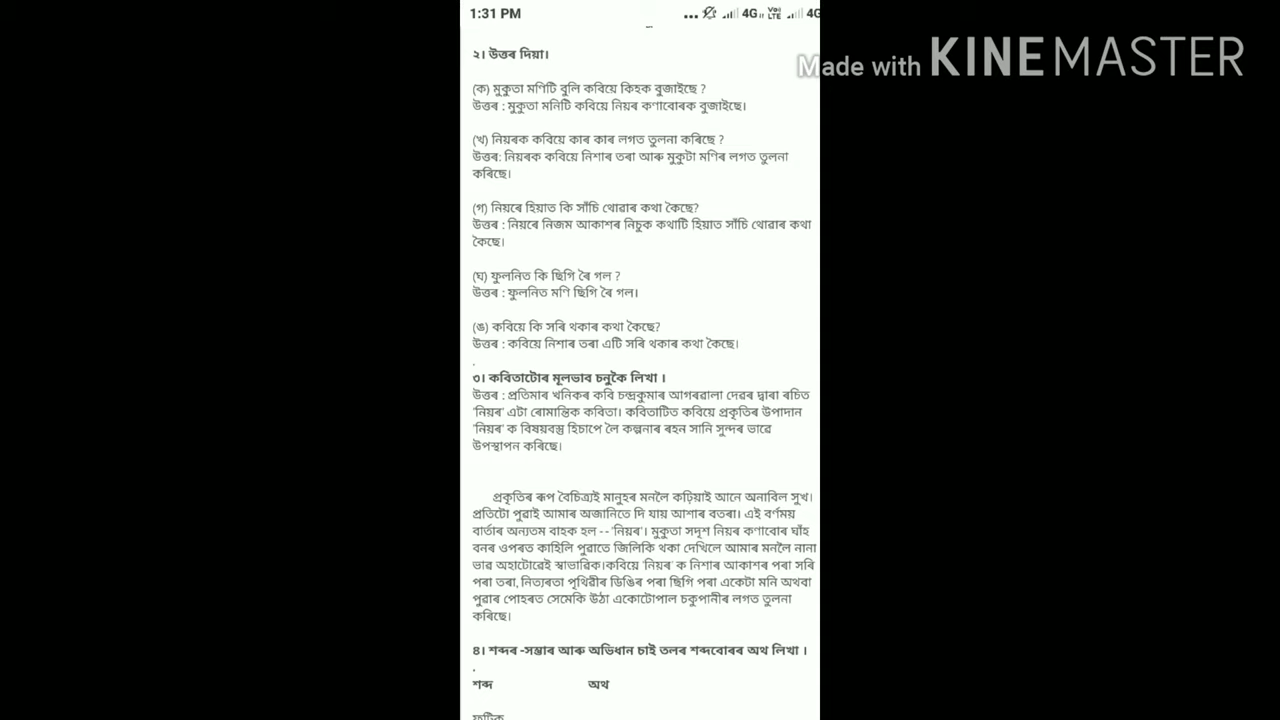 1:31 PM ... 4G Vo) LTE 4G
Made with KINEMASTER
২। উত্তৰ দিয়া।
(ক) মুকুতা মণিটি বুলি কবিয়ে কিহক বুজাইছে ?
উত্তৰ : মুকুতা মনিটি কবিয়ে নিয়ৰ কণাবোৰক বুজাইছে।
(খ) নিয়ৰক কবিয়ে কাৰ কাৰ লগত তুলনা কৰিছে ?
উত্তৰ: নিয়ৰক কবিয়ে নিশাৰ তৰা আৰু মুকুটা মণিৰ লগত তুলনা
কৰিছে।
(গ) নিয়ৰে হিয়াত কি সাঁচি থোৱাৰ কথা কৈছে?
উত্তৰ : নিয়ৰে নিজম আকাশৰ নিচুক কথাটি হিয়াত সাঁচি থোৱাৰ কথা
কৈছে।
(ঘ) ফুলনিত কি ছিগি ৰৈ গল ?
উত্তৰ : ফুলনিত মণি ছিগি ৰৈ গল।
(ঙ) কবিয়ে কি সৰি থকাৰ কথা কৈছে?
উত্তৰ : কবিয়ে নিশাৰ তৰা এটি সৰি থকাৰ কথা কৈছে।
.
৩। কবিতাটোৰ মূলভাব চমুকৈ লিখা ।
উত্তৰ : প্ৰতিমাৰ খনিকৰ কবি চন্দ্ৰকুমাৰ আগৰৱালা দেৱৰ দ্বাৰা ৰচিত
'নিয়ৰ' এটা ৰোমান্তিক কবিতা। কবিতাটিত কবিয়ে প্ৰকৃতিৰ উপাদান
'নিয়ৰ' ক বিষয়বস্তু হিচাপে লৈ কল্পনাৰ ৰহন সানি সুন্দৰ ভাৱে
উপস্থাপন কৰিছে।
প্ৰকৃতিৰ ৰূপ বৈচিত্ৰ্যই মানুহৰ মনলৈ কঢ়িয়াই আনে অনাবিল সুখ।
প্ৰতিটো পুৱাই আমাৰ অজানিতে দি যায় আশাৰ বতৰা। এই বৰ্ণময়
বাৰ্তাৰ অন্যতম বাহক হল -- 'নিয়ৰ'। মুকুতা সদৃশ নিয়ৰ কণাবোৰ ঘাঁহ
বনৰ ওপৰত কাহিলি পুৱাতে জিলিকি থকা দেখিলে আমাৰ মনলৈ নানা
ভাৱ অহাটোৱেই স্বাভাৱিক।কবিয়ে 'নিয়ৰ' ক নিশাৰ আকাশৰ পৰা সৰি
পৰা তৰা, নিত্যৰতা পৃথিৱীৰ ডিঙিৰ পৰা ছিগি পৰা একেটা মনি অথবা
পুৱাৰ পোহৰত সেমেকি উঠা একোটোপাল চকুপানীৰ লগত তুলনা
কৰিছে।
৪। শব্দৰ -সম্ভাৰ আৰু অভিধান চাই তলৰ শব্দবোৰৰ অথ লিখা ।
.
শব্দ অথ